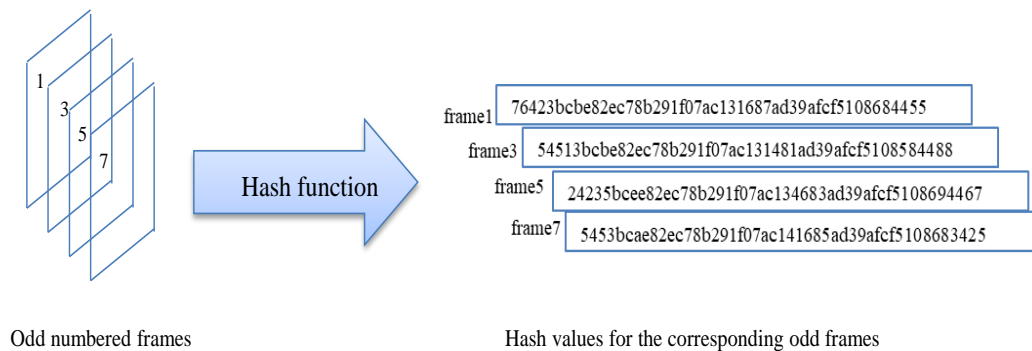 1
3
5
7
Hash function
frame1 76423bcbe82ec78b291f07ac131687ad39afcf5108684455
frame3 54513bcbe82ec78b291f07ac131481ad39afcf5108584488
frame5 24235bcee82ec78b291f07ac134683ad39afcf5108694467
frame7 5453bcae82ec78b291f07ac141685ad39afcf5108683425
Odd numbered frames
Hash values for the corresponding odd frames